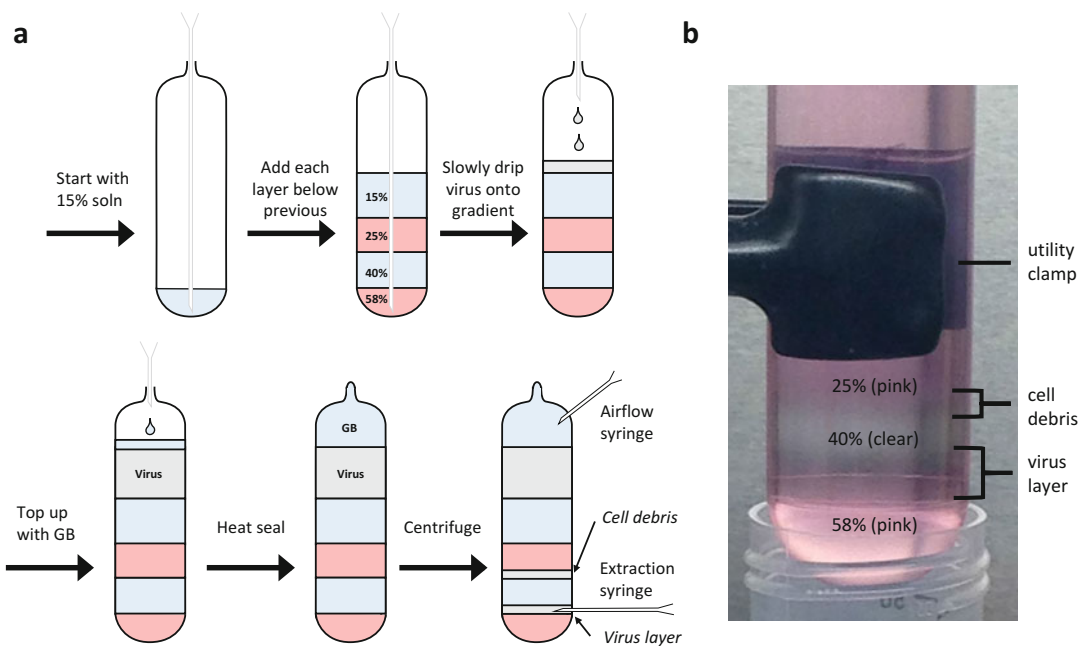 a
Start with
15% soln
Add each
layer below
previous
15%
25%
40%
58%
Slowly drip
virus onto
gradient
Top up
with GB
Virus
Heat seal
GB
Virus
Centrifuge
Airflow
syringe
Cell debris
Extraction
syringe
Virus layer
b
utility
clamp
25% (pink)
cell
debris
40% (clear)
virus
layer
58% (pink)